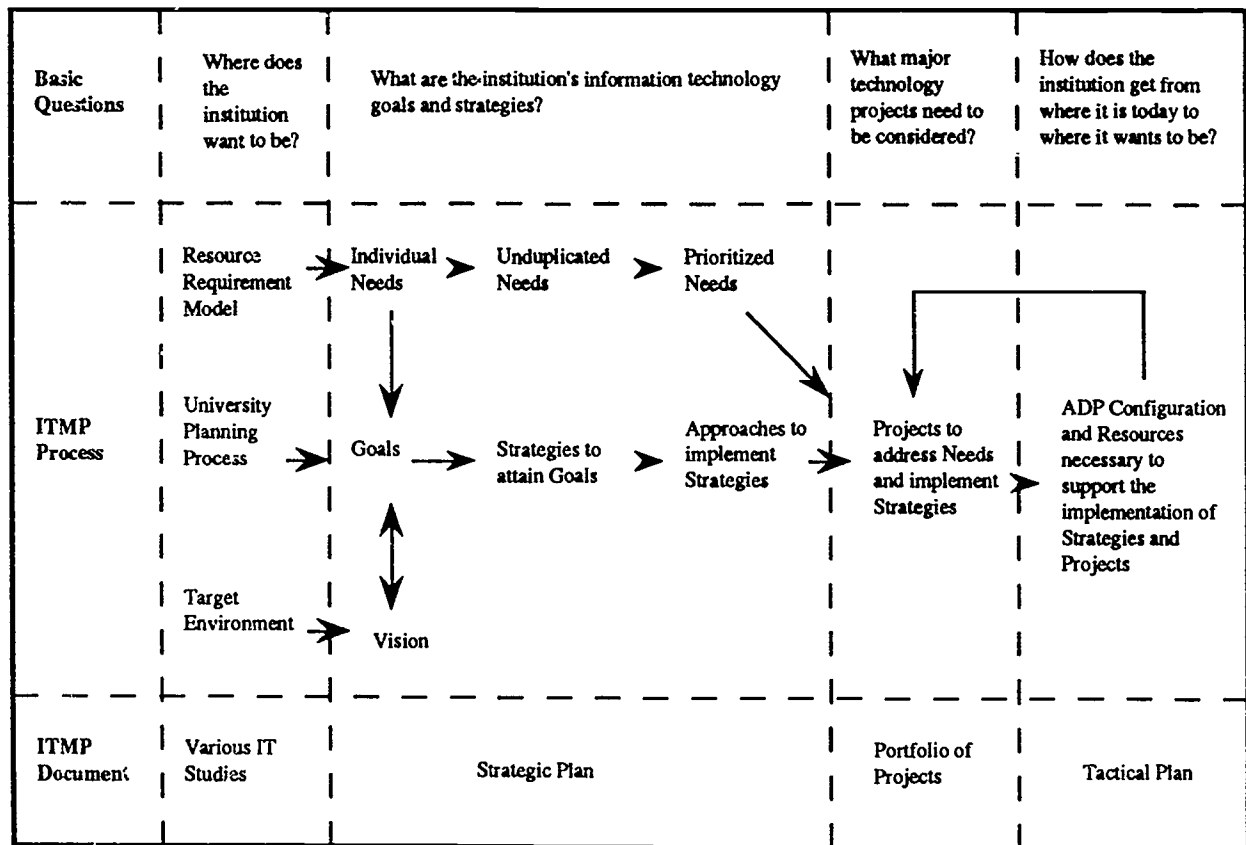 Basic
Questions
Where does
the
institution
want to be?
What are the institution's information technology
goals and strategies?
What major
technology
projects need to
be considered?
How does the
institution get from
where it is today to
where it wants to be?
ITMP
Process
Resource
Requirement
Model
Individual
Needs
Unduplicated
Needs
Prioritized
Needs
University
Planning
Process
Goals
Strategies to
attain Goals
Approaches to
implement
Strategies
Projects to
address Needs
and implement
Strategies
ADP Configuration
and Resources
necessary to
support the
implementation of
Strategies and
Projects
Target
Environment
Vision
ITMP
Document
Various IT
Studies
Strategic Plan
Portfolio of
Projects
Tactical Plan